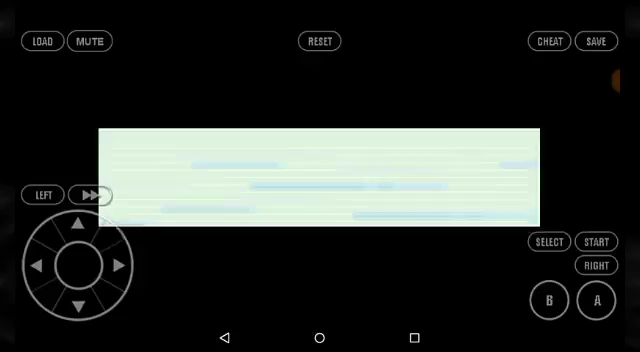 LOAD MUTE RESET CHEAT SAVE
LEFT
SELECT START
RIGHT
B A